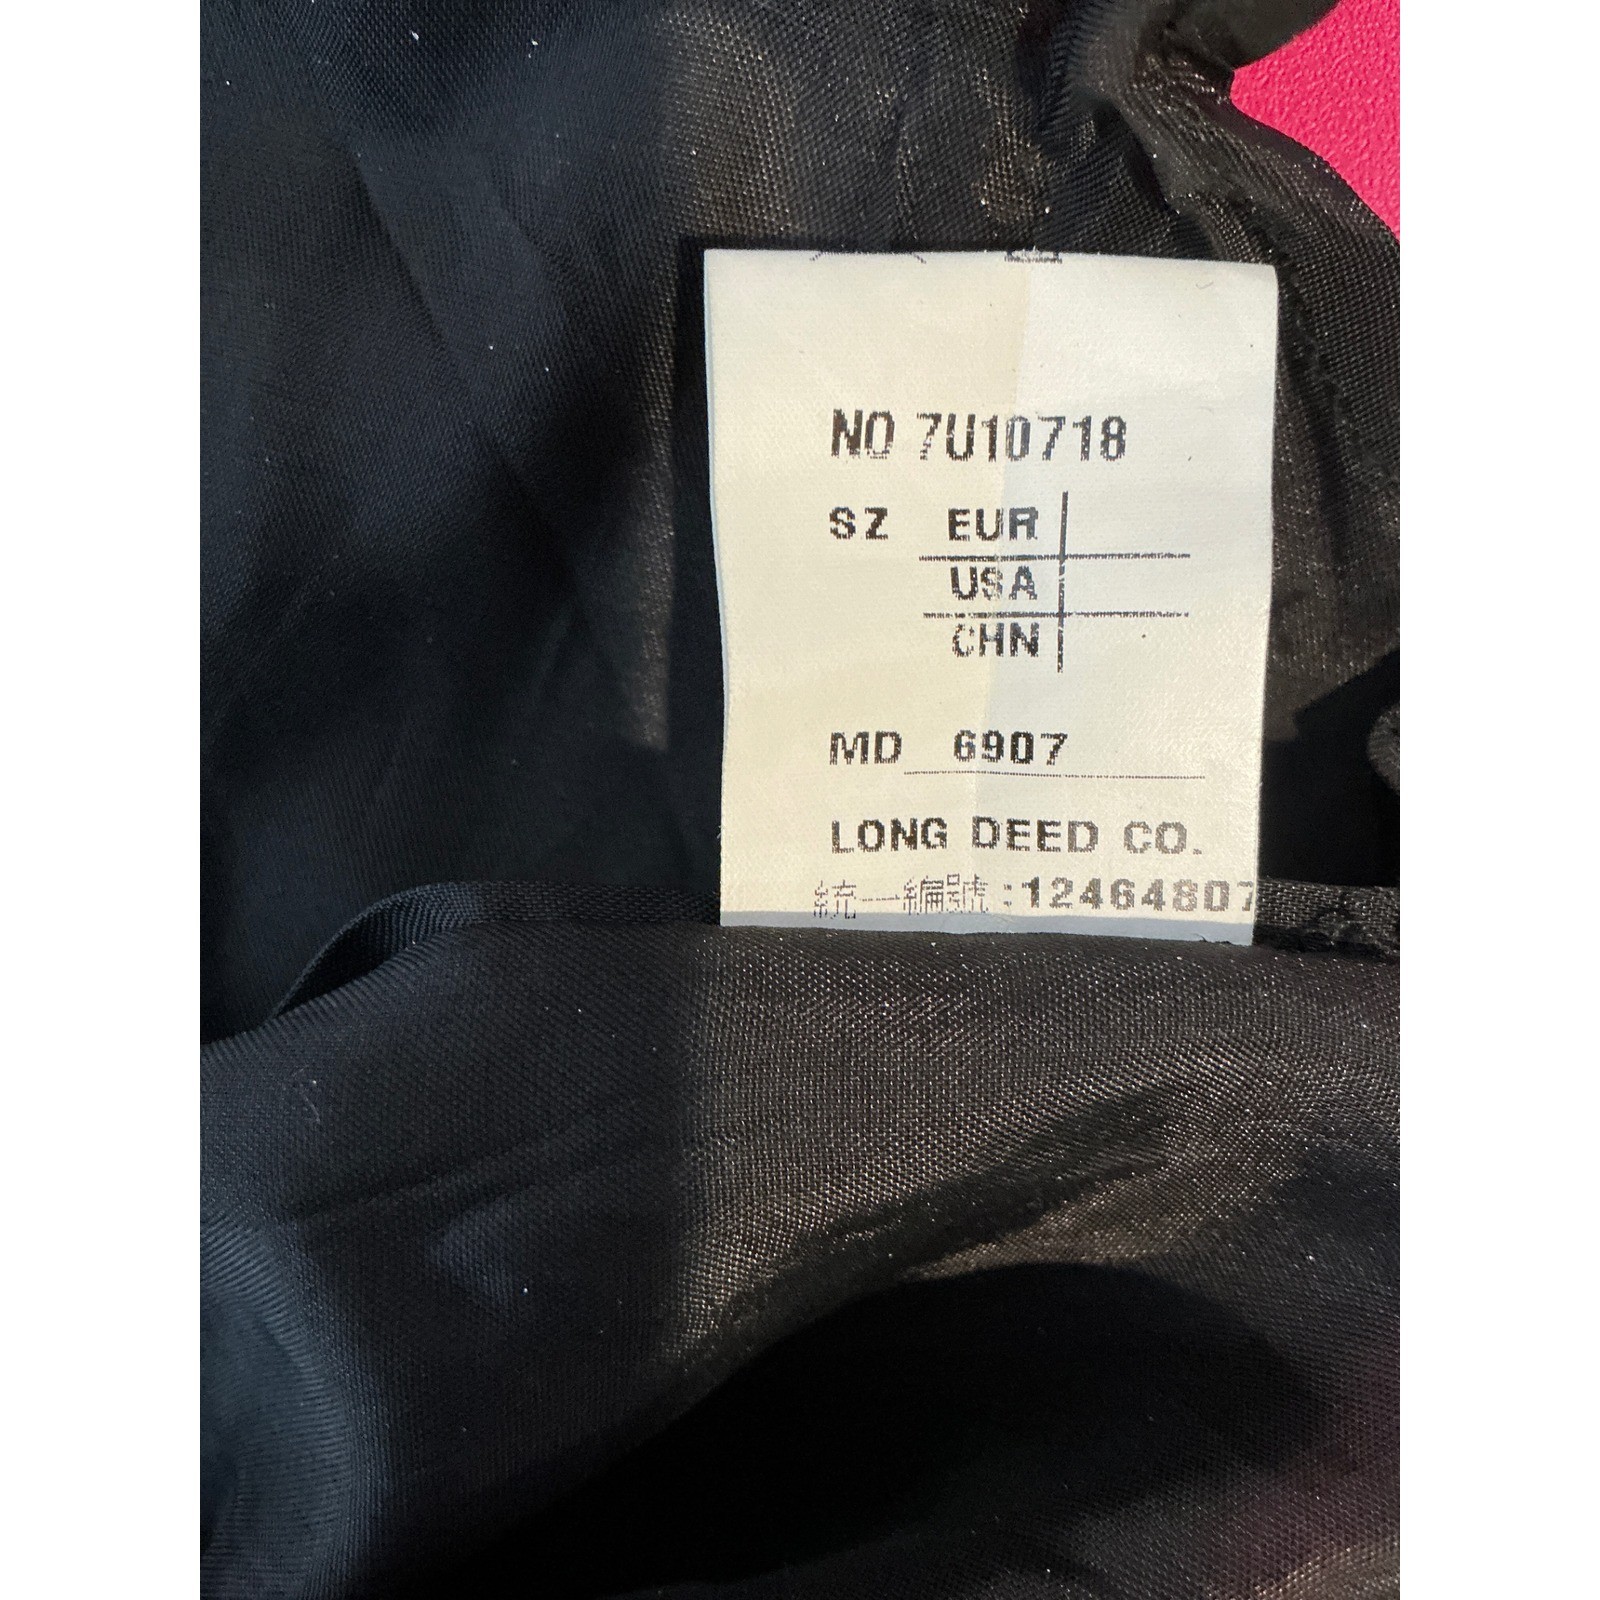 NO 7U10718
SZ EUR
USA
CHN
MD 6907
LONG DEED CO.
統一編號:12464807